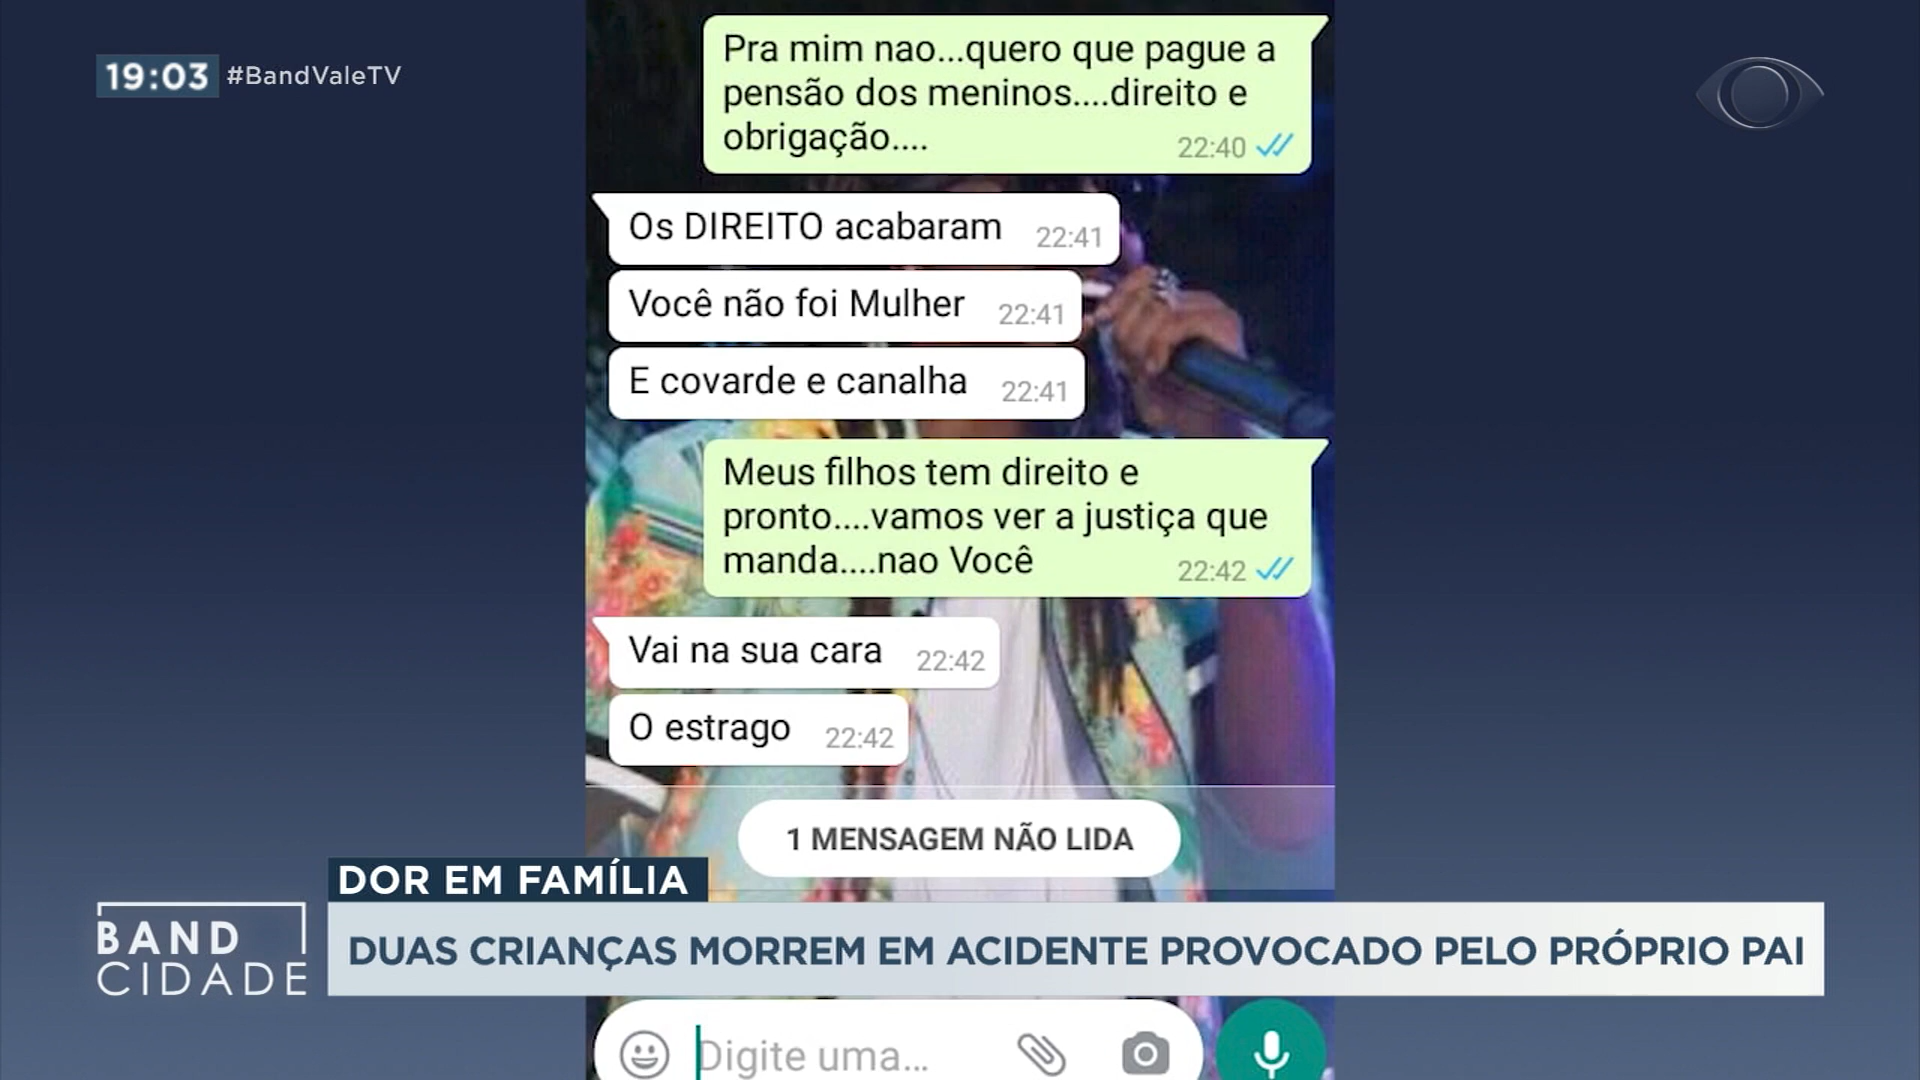 19:03 #BandValeTV
Pra mim nao...quero que pague a
pensão dos meninos....direito e
obrigação....
22:40
Os DIREITO acabaram 22:41
Você não foi Mulher 22:41
E covarde e canalha 22:41
Meus filhos tem direito e
pronto....vamos ver a justiça que
manda....nao Você
22:42
Vai na sua cara 22:42
O estrago 22:42
1 MENSAGEM NÃO LIDA
DOR EM FAMÍLIA
BAND
CIDADE
DUAS CRIANÇAS MORREM EM ACIDENTE PROVOCADO PELO PRÓPRIO PAI
Digite uma...